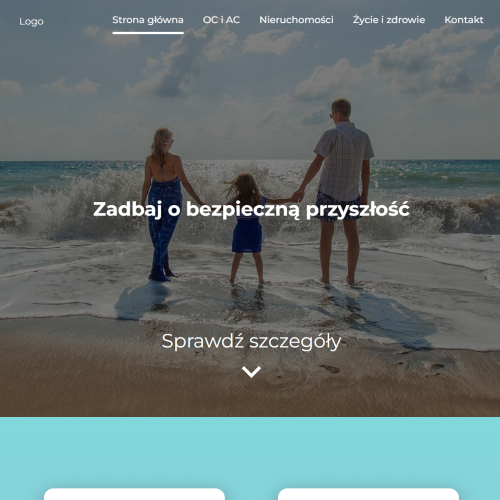 Logo
Strona główna
OC i AC
Nieruchomości
Życie i zdrowie
Kontakt
Zadbaj o bezpieczną przyszłość
Sprawdź szczegóły